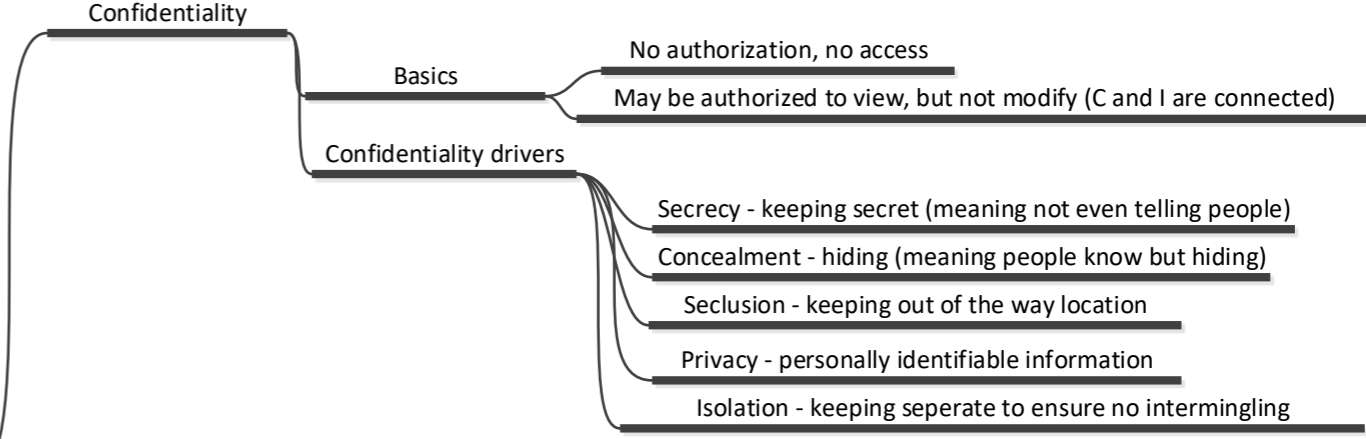 Confidentiality
Basics
No authorization, no access
May be authorized to view, but not modify (C and I are connected)
Confidentiality drivers
Secrecy - keeping secret (meaning not even telling people)
Concealment - hiding (meaning people know but hiding)
Seclusion - keeping out of the way location
Privacy - personally identifiable information
Isolation - keeping seperate to ensure no intermingling